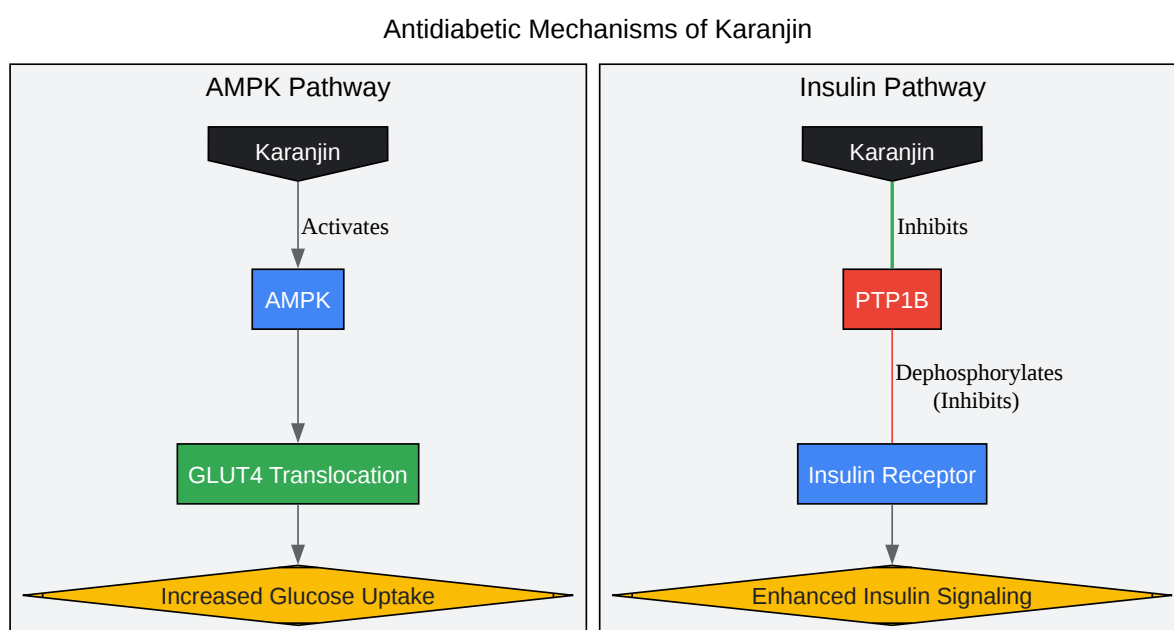 Antidiabetic Mechanisms of Karanjin
AMPK Pathway
Karanjin
Activates
AMPK
GLUT4 Translocation
Increased Glucose Uptake
Insulin Pathway
Karanjin
Inhibits
PTP1B
Dephosphorylates
(Inhibits)
Insulin Receptor
Enhanced Insulin Signaling